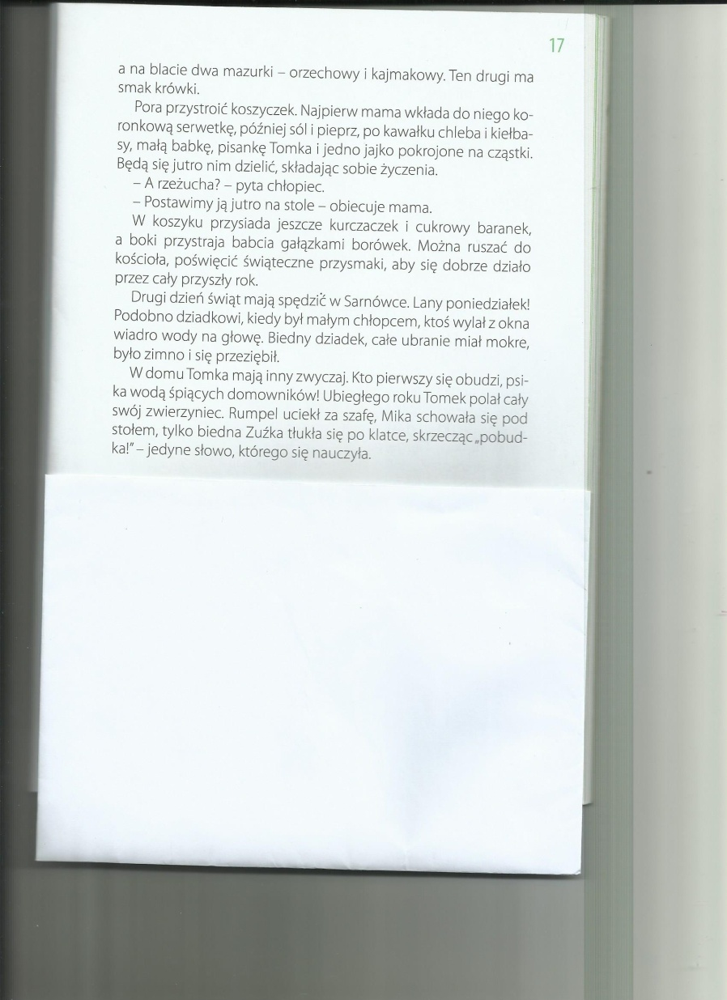 17
a na blacie dwa mazurki – orzechowy i kajmakowy. Ten drugi ma
smak krówki.
Pora przystroić koszyczek. Najpierw mama wkłada do niego ko-
ronkową serwetkę, później sól i pieprz, po kawałku chleba i kiełba-
sy, małą babkę, pisankę Tomka i jedno jajko pokrojone na cząstki.
Będą się jutro nim dzielić, składając sobie życzenia.
– A rzeżucha? – pyta chłopiec.
– Postawimy ją jutro na stole – obiecuje mama.
W koszyku przysiada jeszcze kurczaczek i cukrowy baranek,
a boki przystraja babcia gałązkami borówek. Można ruszać do
kościoła, poświęcić świąteczne przysmaki, aby się dobrze działo
przez cały przyszły rok.
Drugi dzień świąt mają spędzić w Sarnówce. Lany poniedziałek!
Podobno dziadkowi, kiedy był małym chłopcem, ktoś wylał z okna
wiadro wody na głowę. Biedny dziadek, całe ubranie miał mokre,
było zimno i się przeziębił.
W domu Tomka mają inny zwyczaj. Kto pierwszy się obudzi, psi-
ka wodą śpiących domowników! Ubiegłego roku Tomek polał cały
swój zwierzyniec. Rumpel uciekł za szafę, Mika schowała się pod
stołem, tylko biedna Zuźka tłukła się po klatce, skrzecząc „pobud-
ka!” – jedyne słowo, którego się nauczyła.